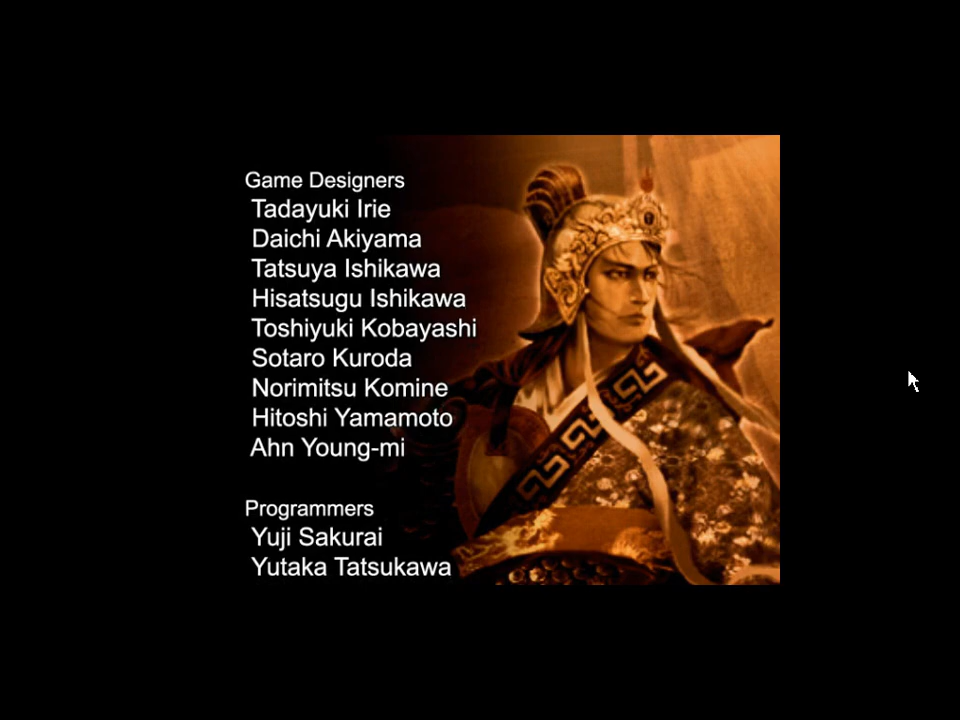 Game Designers
Tadayuki Irie
Daichi Akiyama
Tatsuya Ishikawa
Hisatsugu Ishikawa
Toshiyuki Kobayashi
Sotaro Kuroda
Norimitsu Komine
Hitoshi Yamamoto
Ahn Young-mi
Programmers
Yuji Sakurai
Yutaka Tatsukawa